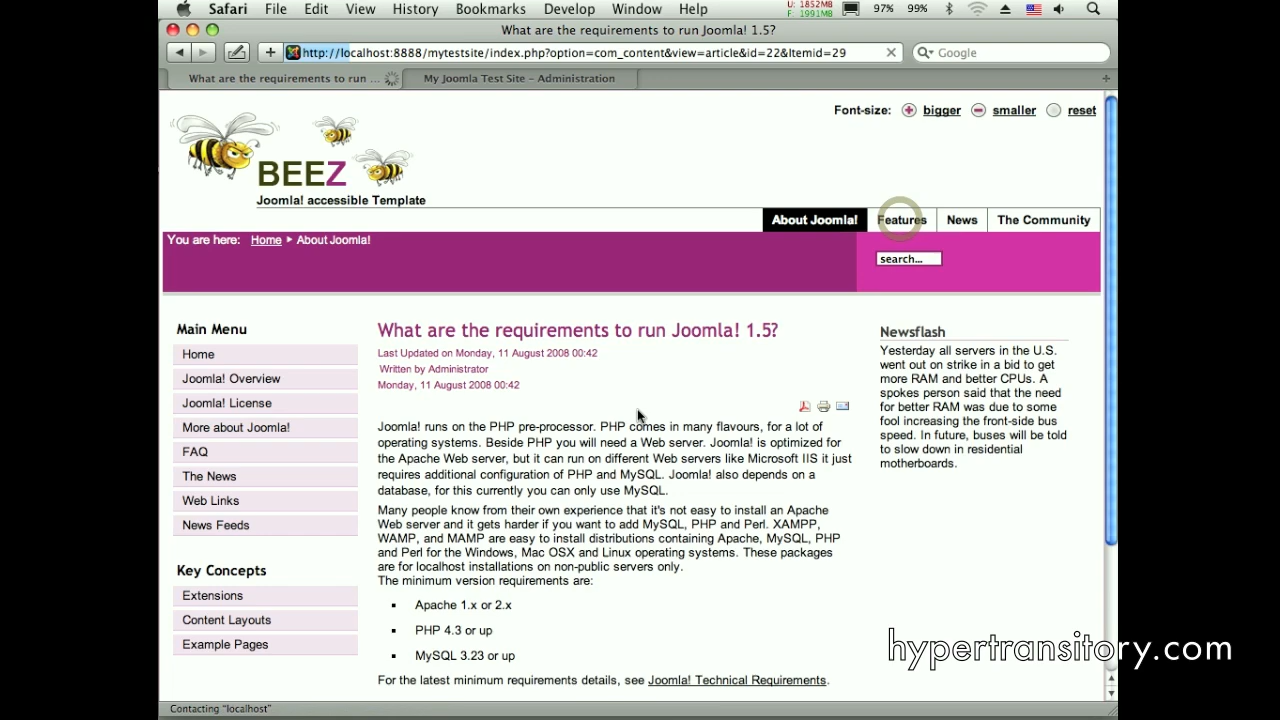 Safari File Edit View History Bookmarks Develop Window Help U: 1852MB F: 1991MB 97% 99%
What are the requirements to run Joomla! 1.5?
http://localhost:8888/mytestsite/index.php?option=com_content&view=article&id=22&Itemid=29 Google
What are the requirements to run ... My Joomla Test Site – Administration
Font-size: bigger smaller reset
BEEZ
Joomla! accessible Template
About Joomla! Features News The Community
You are here: Home About Joomla!
search...
Main Menu
Home
Joomla! Overview
Joomla! License
More about Joomla!
FAQ
The News
Web Links
News Feeds
Key Concepts
Extensions
Content Layouts
Example Pages
What are the requirements to run Joomla! 1.5?
Last Updated on Monday, 11 August 2008 00:42
Written by Administrator
Monday, 11 August 2008 00:42
Joomla! runs on the PHP pre-processor. PHP comes in many flavours, for a lot of
operating systems. Beside PHP you will need a Web server. Joomla! is optimized for
the Apache Web server, but it can run on different Web servers like Microsoft IIS it just
requires additional configuration of PHP and MySQL. Joomla! also depends on a
database, for this currently you can only use MySQL.
Many people know from their own experience that it's not easy to install an Apache
Web server and it gets harder if you want to add MySQL, PHP and Perl. XAMPP,
WAMP, and MAMP are easy to install distributions containing Apache, MySQL, PHP
and Perl for the Windows, Mac OSX and Linux operating systems. These packages
are for localhost installations on non-public servers only.
The minimum version requirements are:
▪ Apache 1.x or 2.x
▪ PHP 4.3 or up
▪ MySQL 3.23 or up
For the latest minimum requirements details, see Joomla! Technical Requirements.
Newsflash
Yesterday all servers in the U.S.
went out on strike in a bid to get
more RAM and better CPUs. A
spokes person said that the need
for better RAM was due to some
fool increasing the front-side bus
speed. In future, buses will be told
to slow down in residential
motherboards.
hypertransitory.com
Contacting “localhost”